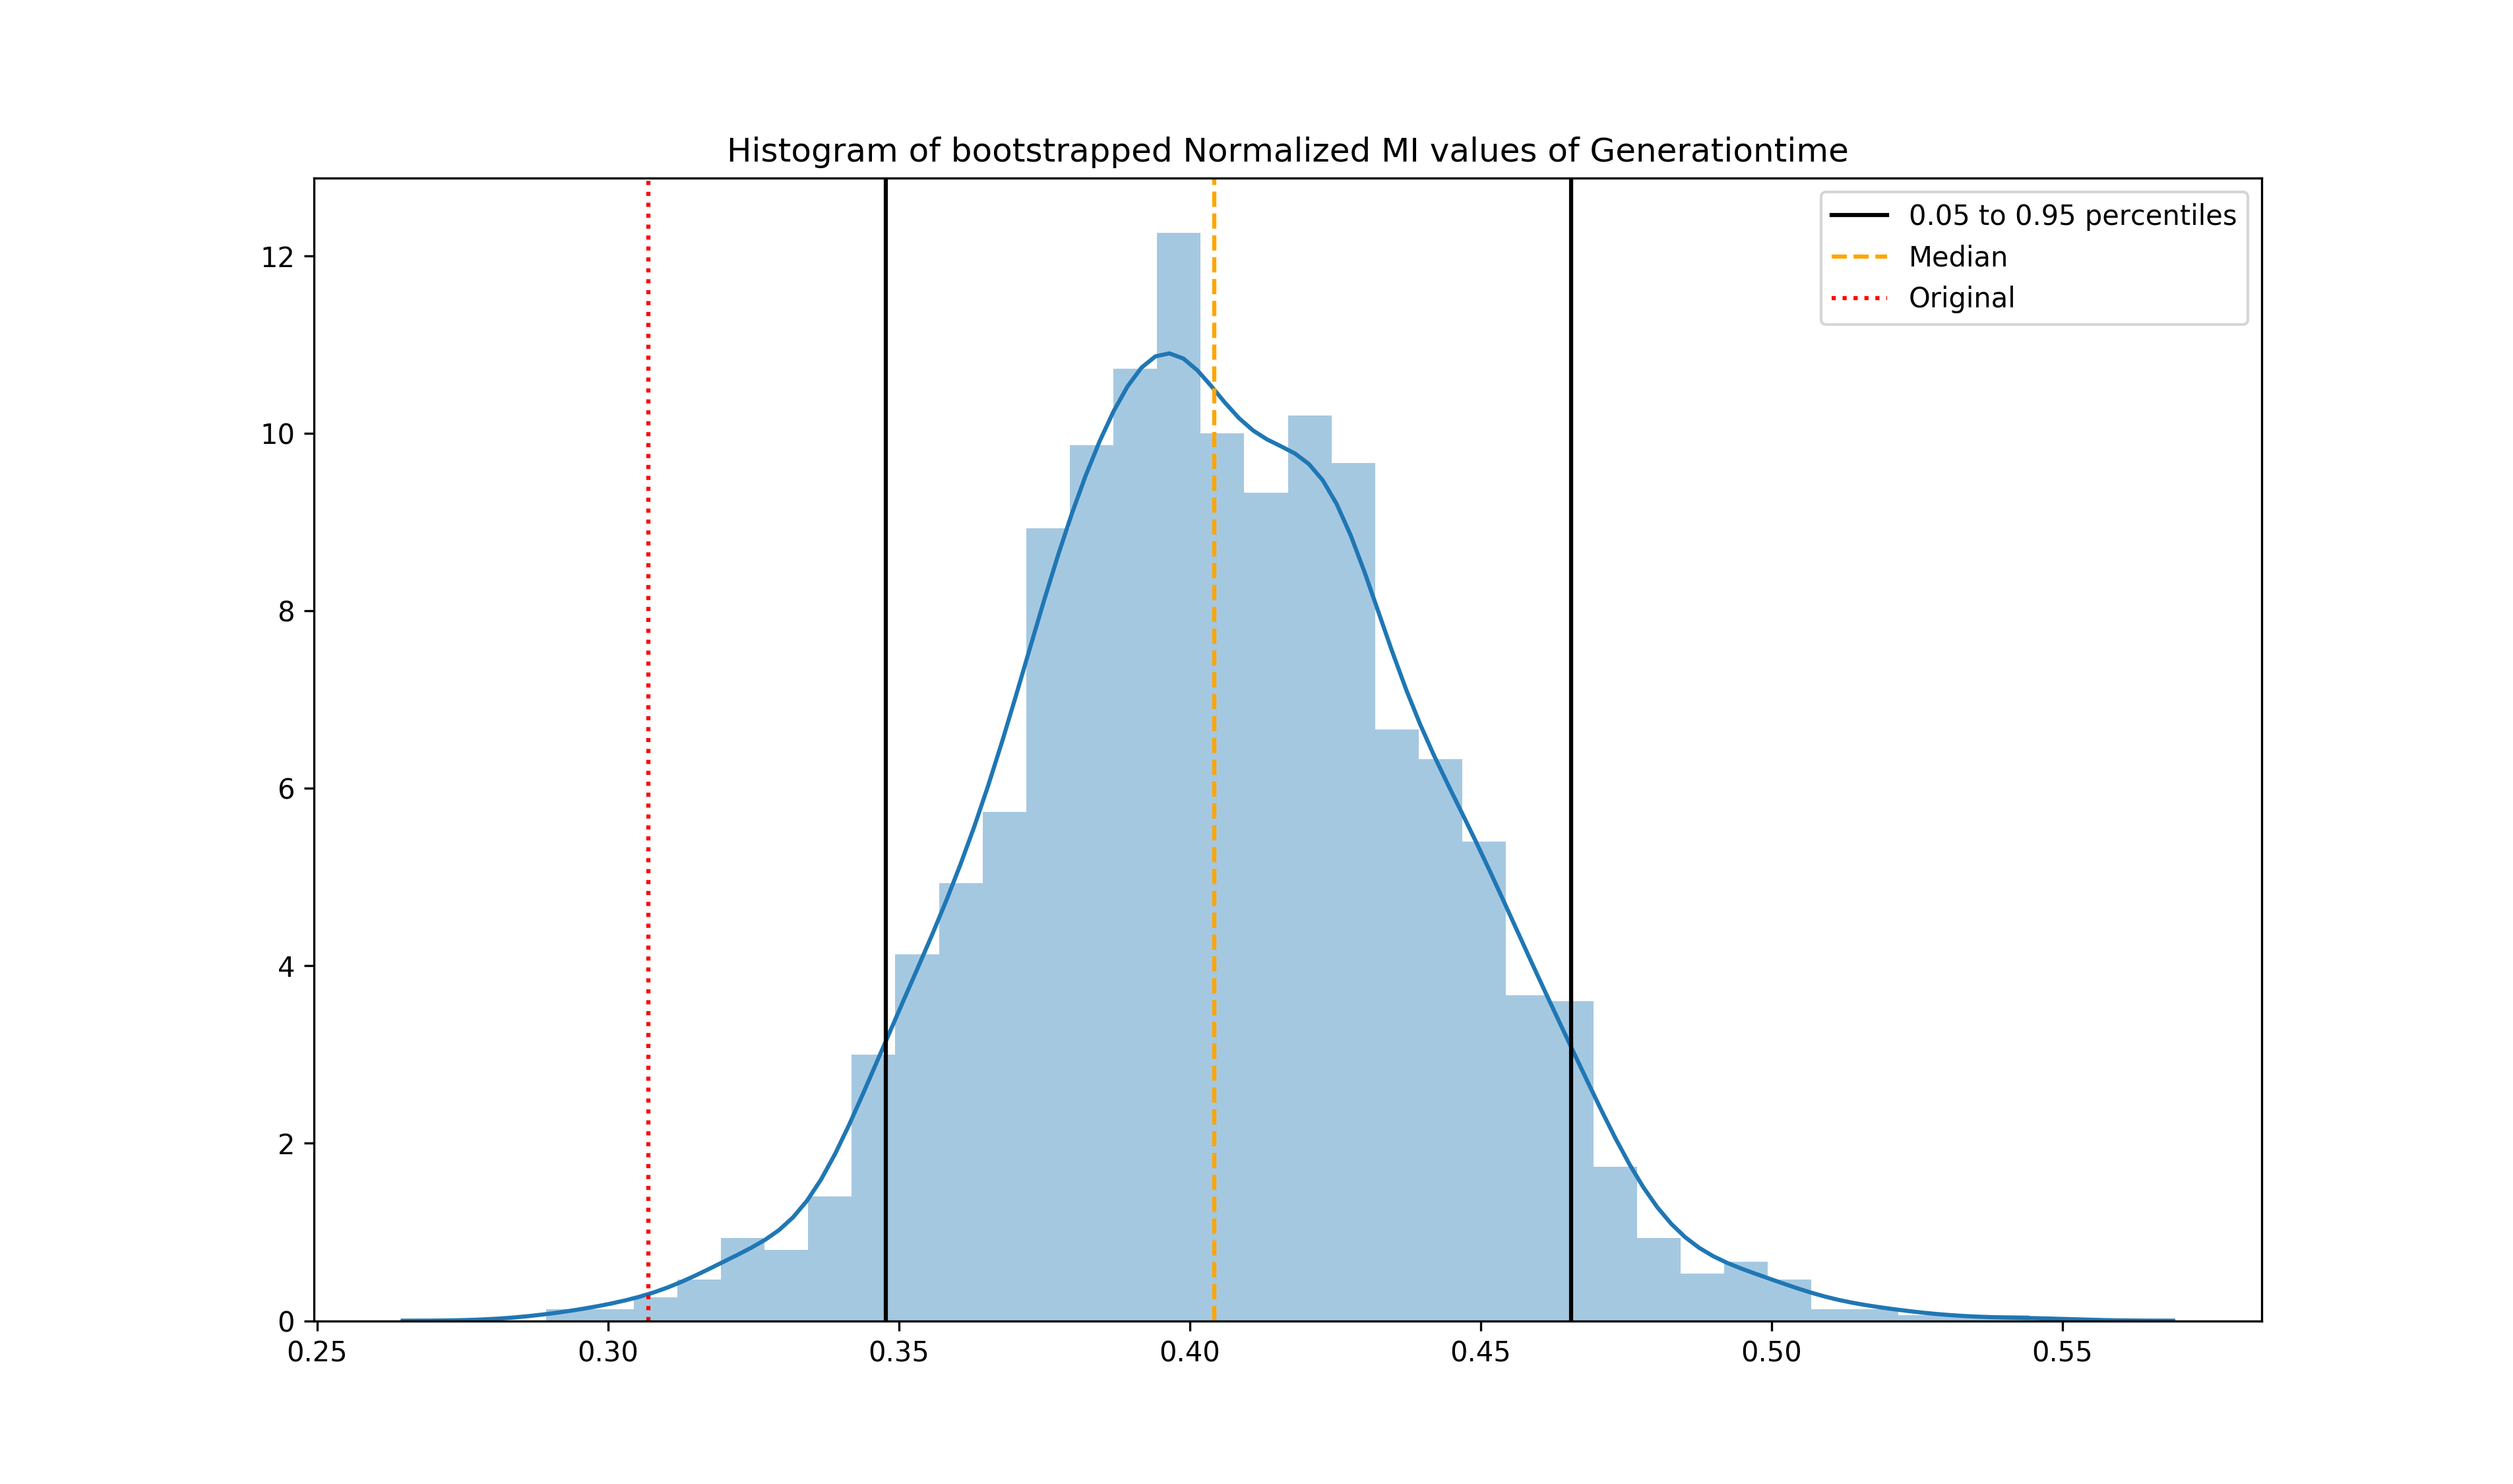 Histogram of bootstrapped Normalized MI values of Generationtime
0.05 to 0.95 percentiles
Median
Original
12
10
8
6
4
2
0
0.25 0.30 0.35 0.40 0.45 0.50 0.55